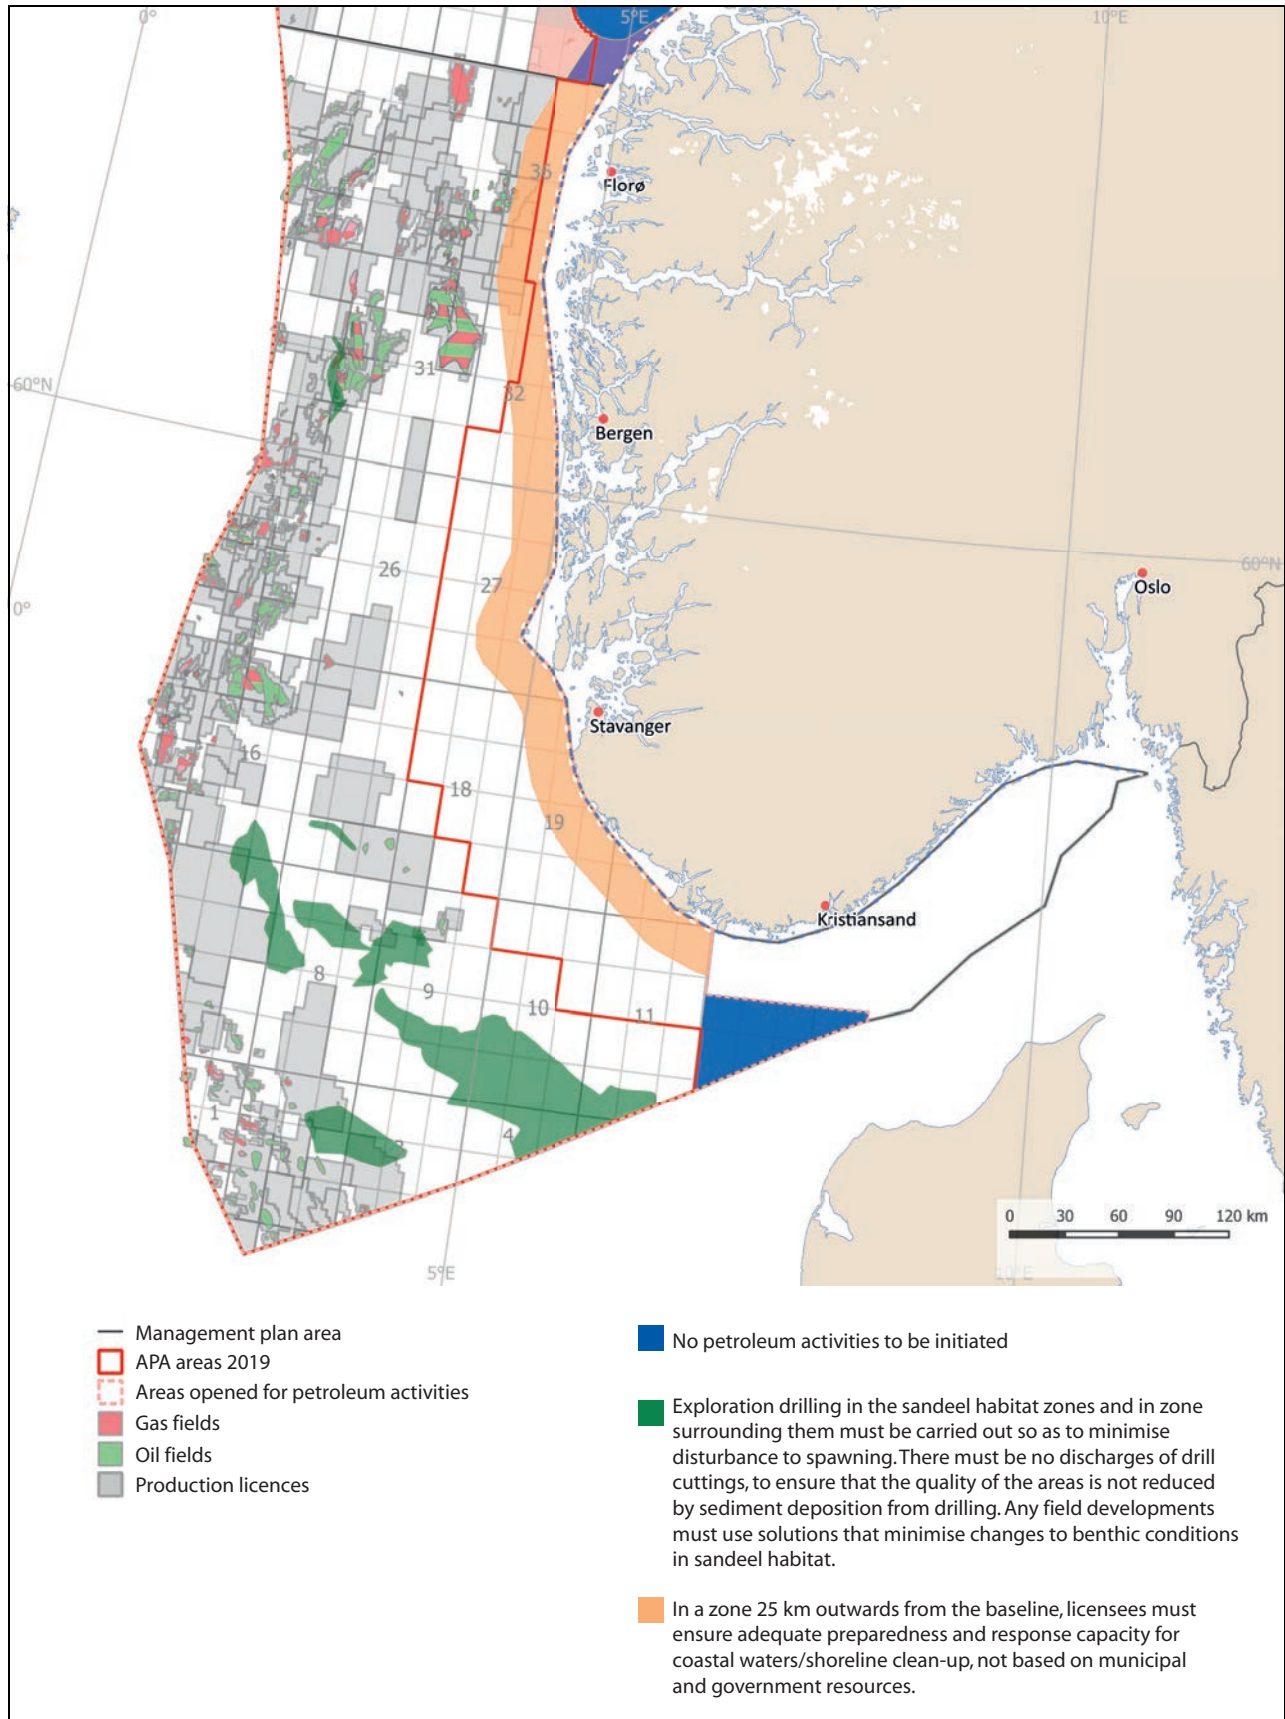 0°
5°E
10°E
35
Florø
31
60°N
32
Bergen
26
27
60°N
Oslo
0°
Stavanger
16
18
19
Kristiansand
8
9
10
11
1
2
3
4
0 30 60 90 120 km
5°E
10°E
Management plan area
APA areas 2019
Areas opened for petroleum activities
Gas fields
Oil fields
Production licences
No petroleum activities to be initiated
Exploration drilling in the sandeel habitat zones and in zone
surrounding them must be carried out so as to minimise
disturbance to spawning. There must be no discharges of drill
cuttings, to ensure that the quality of the areas is not reduced
by sediment deposition from drilling. Any field developments
must use solutions that minimise changes to benthic conditions
in sandeel habitat.
In a zone 25 km outwards from the baseline, licensees must
ensure adequate preparedness and response capacity for
coastal waters/shoreline clean-up, not based on municipal
and government resources.